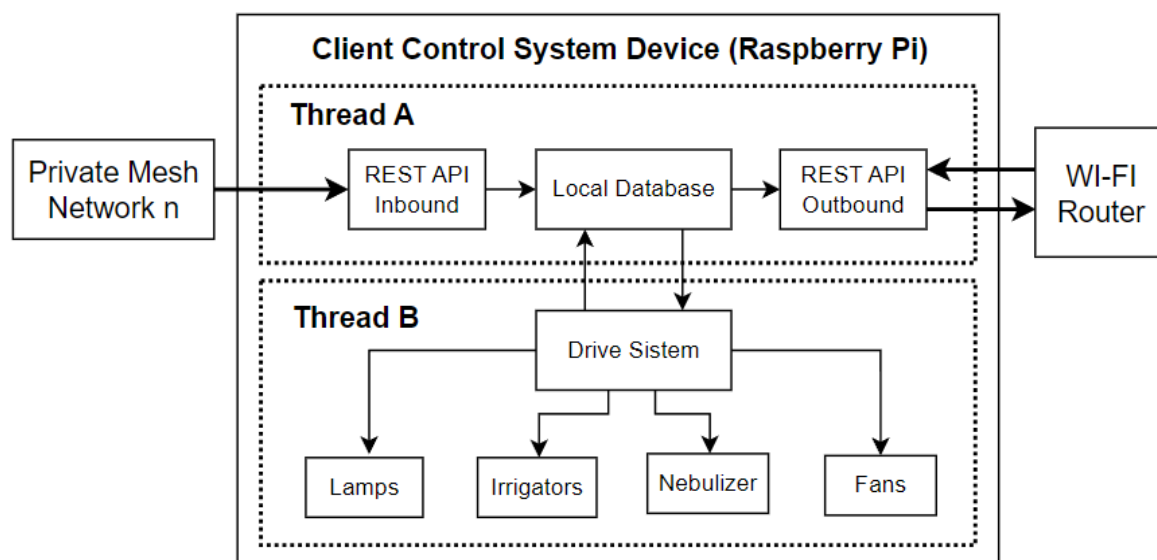 Client Control System Device (Raspberry Pi)
Thread A
Private Mesh
Network n
REST API
Inbound
Local Database
REST API
Outbound
WI-FI
Router
Thread B
Drive Sistem
Lamps
Irrigators
Nebulizer
Fans